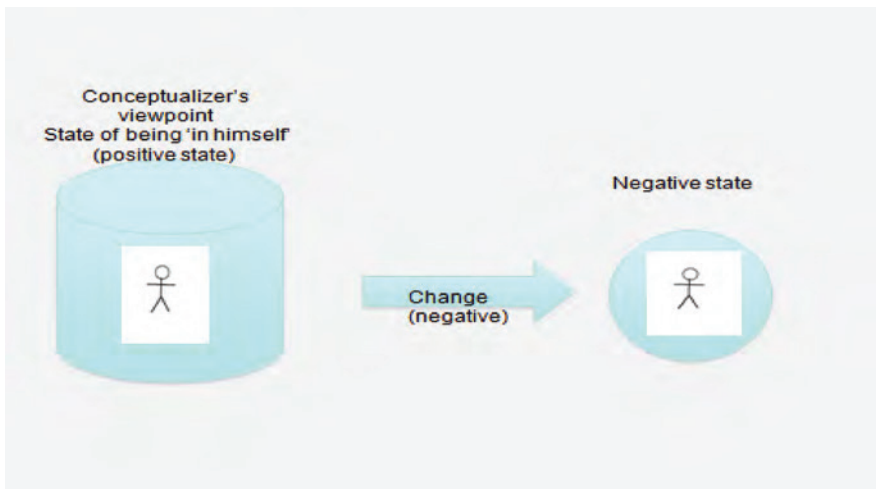 Conceptualizer's
viewpoint
State of being 'in himself'
(positive state)
Negative state
Change
(negative)